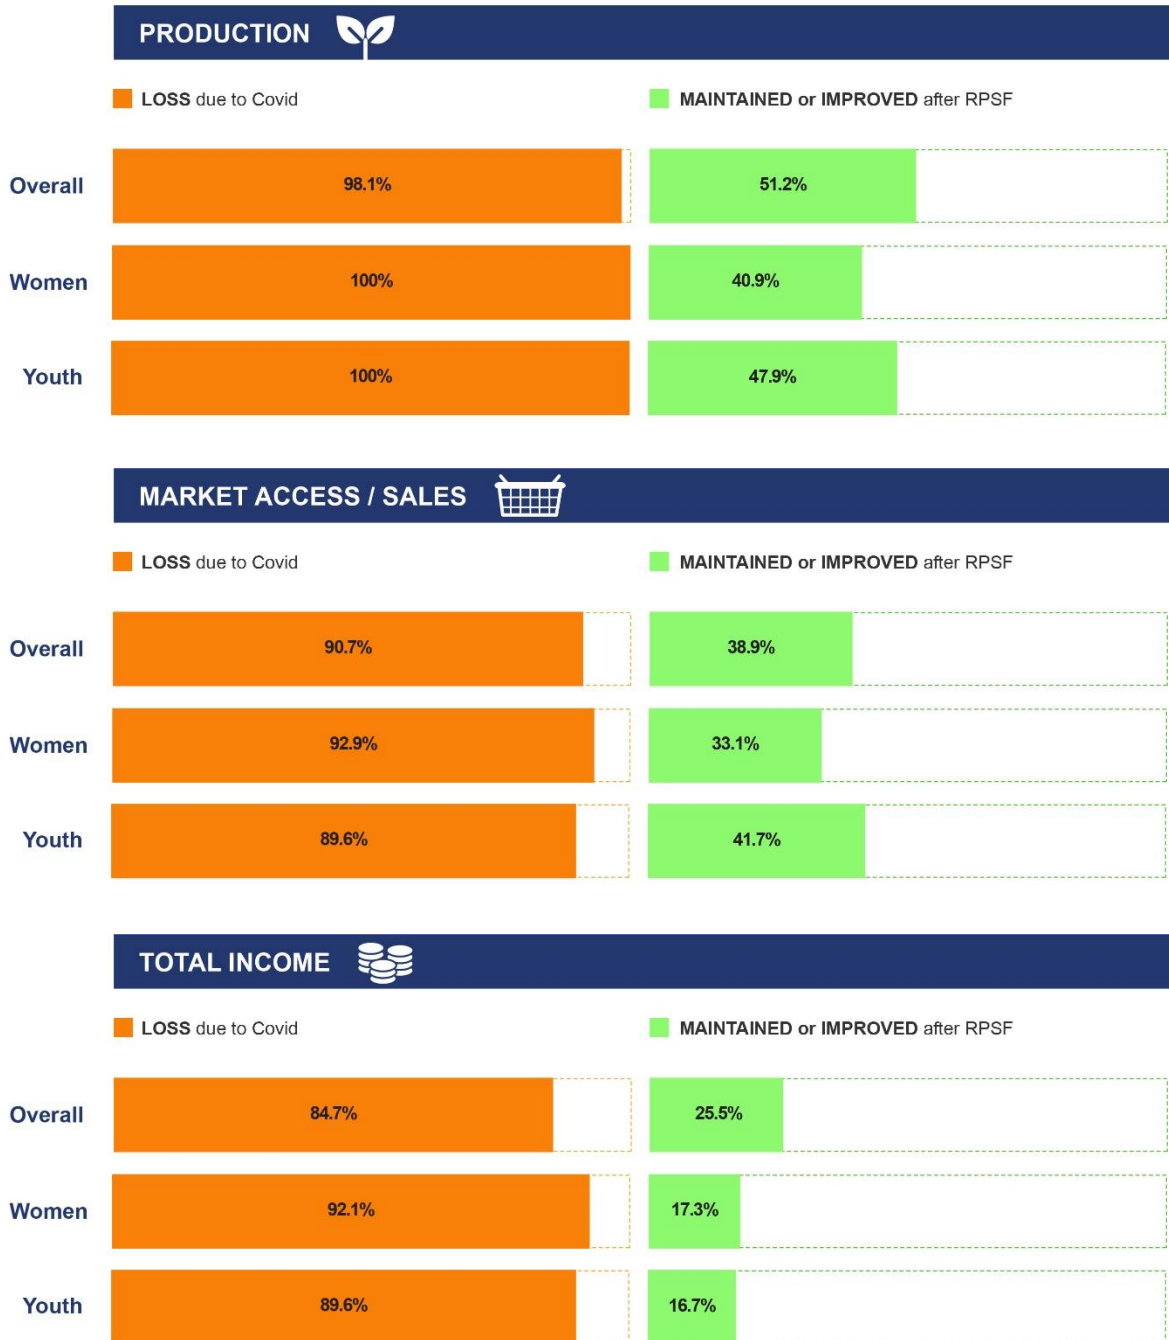 PRODUCTION
LOSS due to Covid MAINTAINED or IMPROVED after RPSF
Overall 98.1% 51.2%
Women 100% 40.9%
Youth 100% 47.9%
MARKET ACCESS / SALES
LOSS due to Covid MAINTAINED or IMPROVED after RPSF
Overall 90.7% 38.9%
Women 92.9% 33.1%
Youth 89.6% 41.7%
TOTAL INCOME
LOSS due to Covid MAINTAINED or IMPROVED after RPSF
Overall 84.7% 25.5%
Women 92.1% 17.3%
Youth 89.6% 16.7%